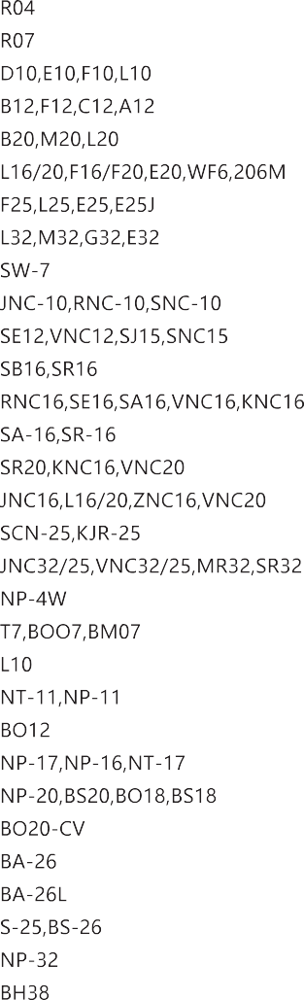 R04
R07
D10,E10,F10,L10
B12,F12,C12,A12
B20,M20,L20
L16/20,F16/F20,E20,WF6,206M
F25,L25,E25,E25J
L32,M32,G32,E32
SW-7
JNC-10,RNC-10,SNC-10
SE12,VNC12,SJ15,SNC15
SB16,SR16
RNC16,SE16,SA16,VNC16,KNC16
SA-16,SR-16
SR20,KNC16,VNC20
JNC16,L16/20,ZNC16,VNC20
SCN-25,KJR-25
JNC32/25,VNC32/25,MR32,SR32
NP-4W
T7,BOO7,BM07
L10
NT-11,NP-11
BO12
NP-17,NP-16,NT-17
NP-20,BS20,BO18,BS18
BO20-CV
BA-26
BA-26L
S-25,BS-26
NP-32
BH38